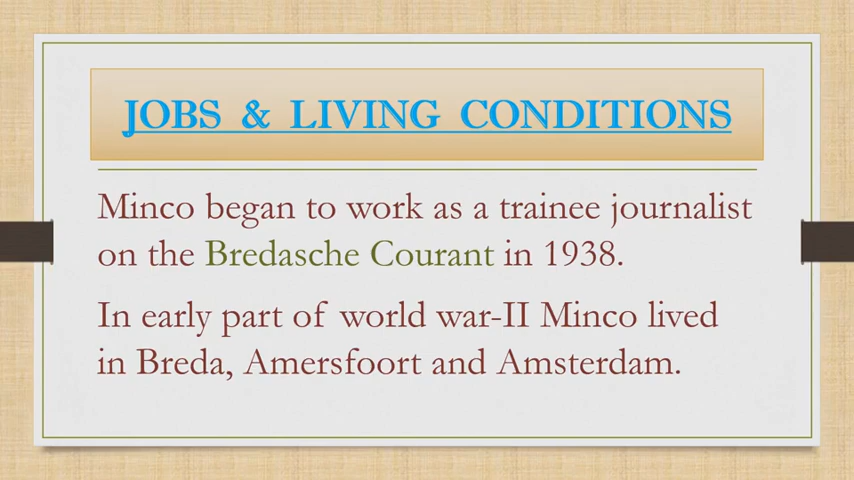 JOBS & LIVING CONDITIONS
Minco began to work as a trainee journalist
on the Bredasche Courant in 1938.
In early part of world war-II Minco lived
in Breda, Amersfoort and Amsterdam.